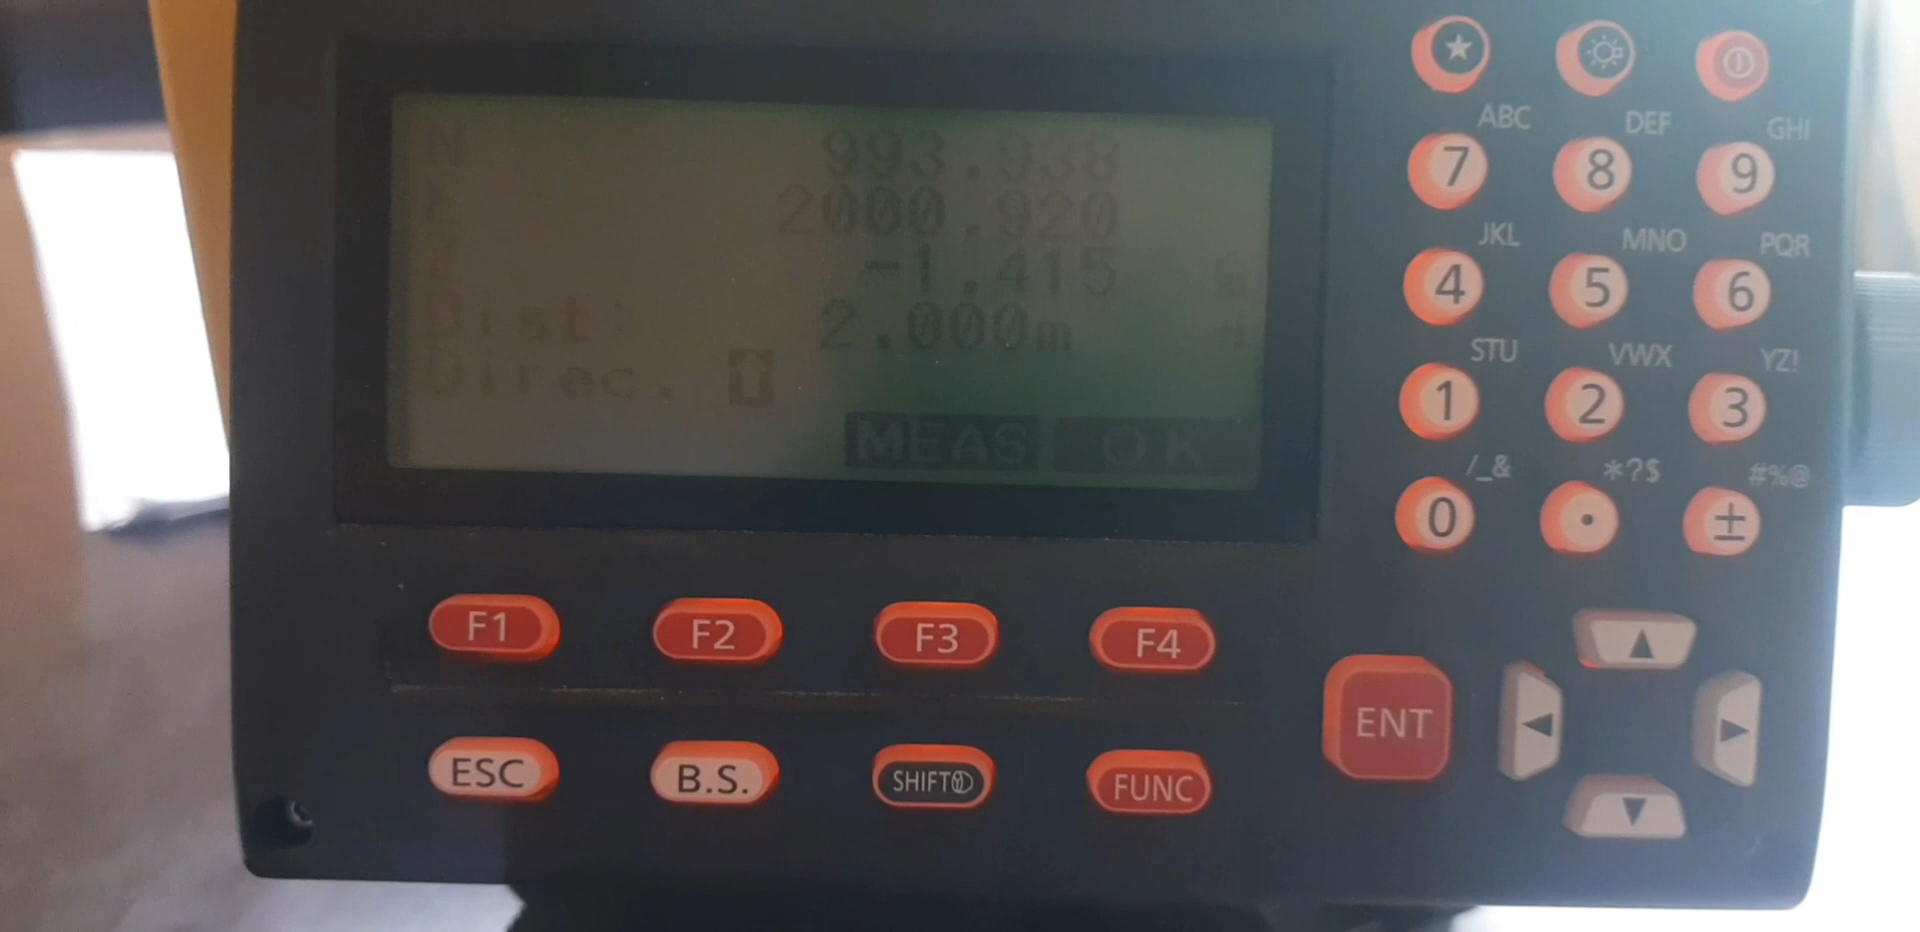 N 993.938
E 2000.920
Z -1.415
Dist: 2.000m
Direc. ↑
MEAS OK
ABC DEF GHI
7 8 9
JKL MNO PQR
4 5 6
STU VWX YZ!
1 2 3
/_& *?$ #%@
0 • ±
F1 F2 F3 F4
ENT
ESC B.S. SHIFT FUNC